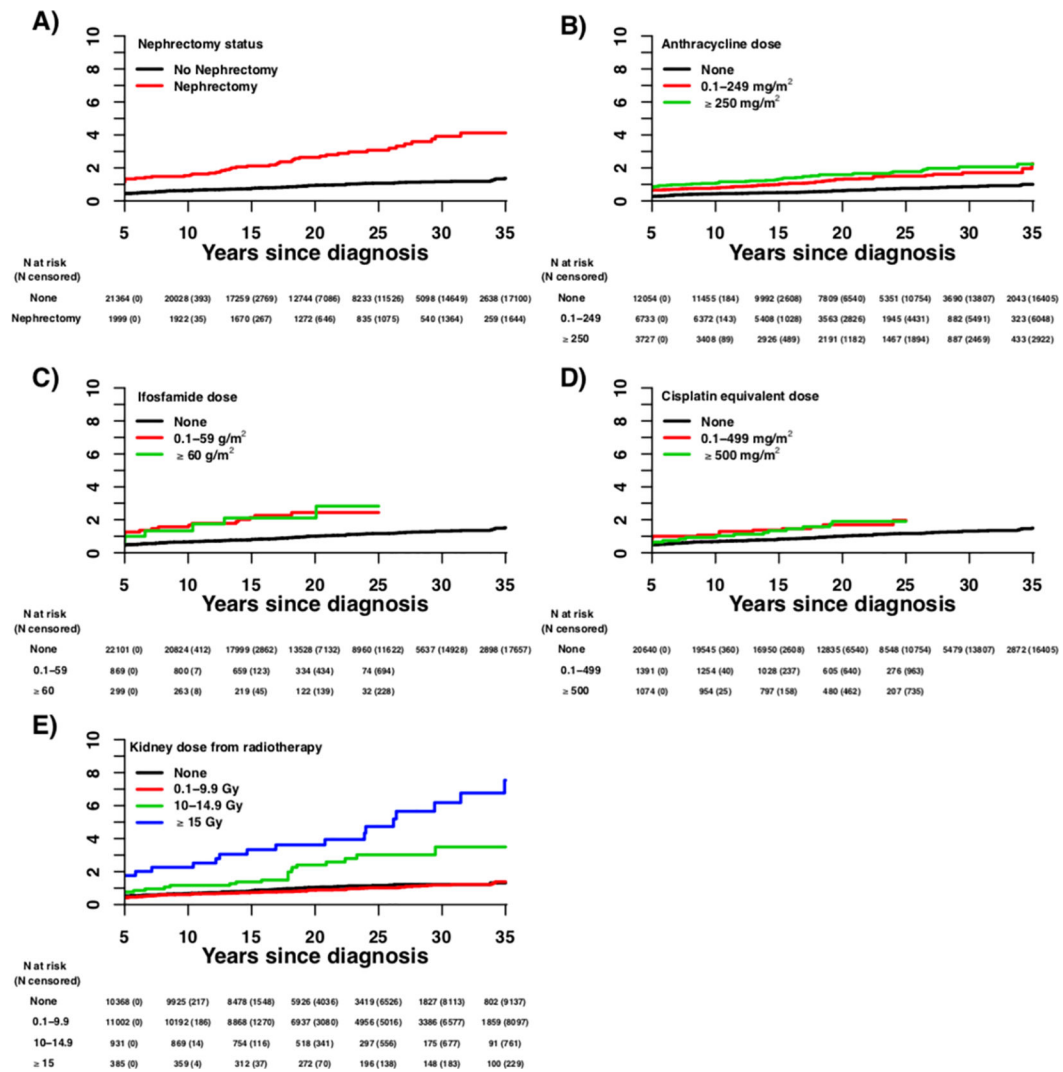 A)
Nephrectomy status
No Nephrectomy
Nephrectomy
10
8
6
4
2
0
5 10 15 20 25 30 35
Years since diagnosis
N at risk
(N censored)
None 21364 (0) 20028 (393) 17259 (2769) 12744 (7086) 8233 (11526) 5098 (14649) 2638 (17100)
Nephrectomy 1999 (0) 1922 (35) 1670 (267) 1272 (646) 835 (1075) 540 (1364) 259 (1644)
B)
Anthracycline dose
None
0.1–249 mg/m²
≥ 250 mg/m²
10
8
6
4
2
0
5 10 15 20 25 30 35
Years since diagnosis
N at risk
(N censored)
None 12054 (0) 11455 (184) 9992 (2608) 7809 (6540) 5351 (10754) 3690 (13807) 2043 (16405)
0.1–249 6733 (0) 6372 (143) 5408 (1028) 3563 (2826) 1945 (4431) 882 (5491) 323 (6048)
≥ 250 3727 (0) 3408 (89) 2926 (489) 2191 (1182) 1467 (1894) 887 (2469) 433 (2922)
C)
Ifosfamide dose
None
0.1–59 g/m²
≥ 60 g/m²
10
8
6
4
2
0
5 10 15 20 25 30 35
Years since diagnosis
N at risk
(N censored)
None 22101 (0) 20824 (412) 17999 (2862) 13528 (7132) 8960 (11622) 5637 (14928) 2898 (17657)
0.1–59 869 (0) 800 (7) 659 (123) 334 (434) 74 (694)
≥ 60 299 (0) 263 (8) 219 (45) 122 (139) 32 (228)
D)
Cisplatin equivalent dose
None
0.1–499 mg/m²
≥ 500 mg/m²
10
8
6
4
2
0
5 10 15 20 25 30 35
Years since diagnosis
N at risk
(N censored)
None 20640 (0) 19545 (360) 16950 (2608) 12835 (6540) 8548 (10754) 5479 (13807) 2872 (16405)
0.1–499 1391 (0) 1254 (40) 1028 (237) 605 (640) 276 (963)
≥ 500 1074 (0) 954 (25) 797 (158) 480 (462) 207 (735)
E)
Kidney dose from radiotherapy
None
0.1–9.9 Gy
10–14.9 Gy
≥ 15 Gy
10
8
6
4
2
0
5 10 15 20 25 30 35
Years since diagnosis
N at risk
(N censored)
None 10368 (0) 9925 (217) 8478 (1548) 5926 (4036) 3419 (6526) 1827 (8113) 802 (9137)
0.1–9.9 11002 (0) 10192 (186) 8868 (1270) 6937 (3080) 4956 (5016) 3386 (6577) 1859 (8097)
10–14.9 931 (0) 869 (14) 754 (116) 518 (341) 297 (556) 175 (677) 91 (761)
≥ 15 385 (0) 359 (4) 312 (37) 272 (70) 196 (138) 148 (183) 100 (229)